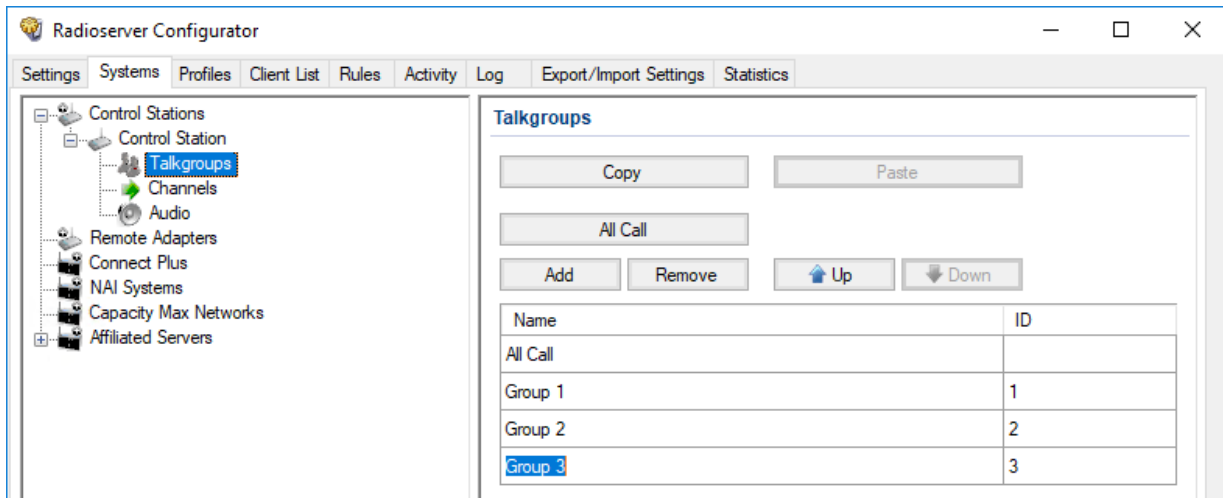 Radioserver Configurator
Settings Systems Profiles Client List Rules Activity Log Export/Import Settings Statistics
Control Stations
Control Station
Talkgroups
Channels
Audio
Remote Adapters
Connect Plus
NAI Systems
Capacity Max Networks
Affiliated Servers
Talkgroups
Copy Paste
All Call
Add Remove Up Down
Name ID
All Call
Group 1 1
Group 2 2
Group 3 3